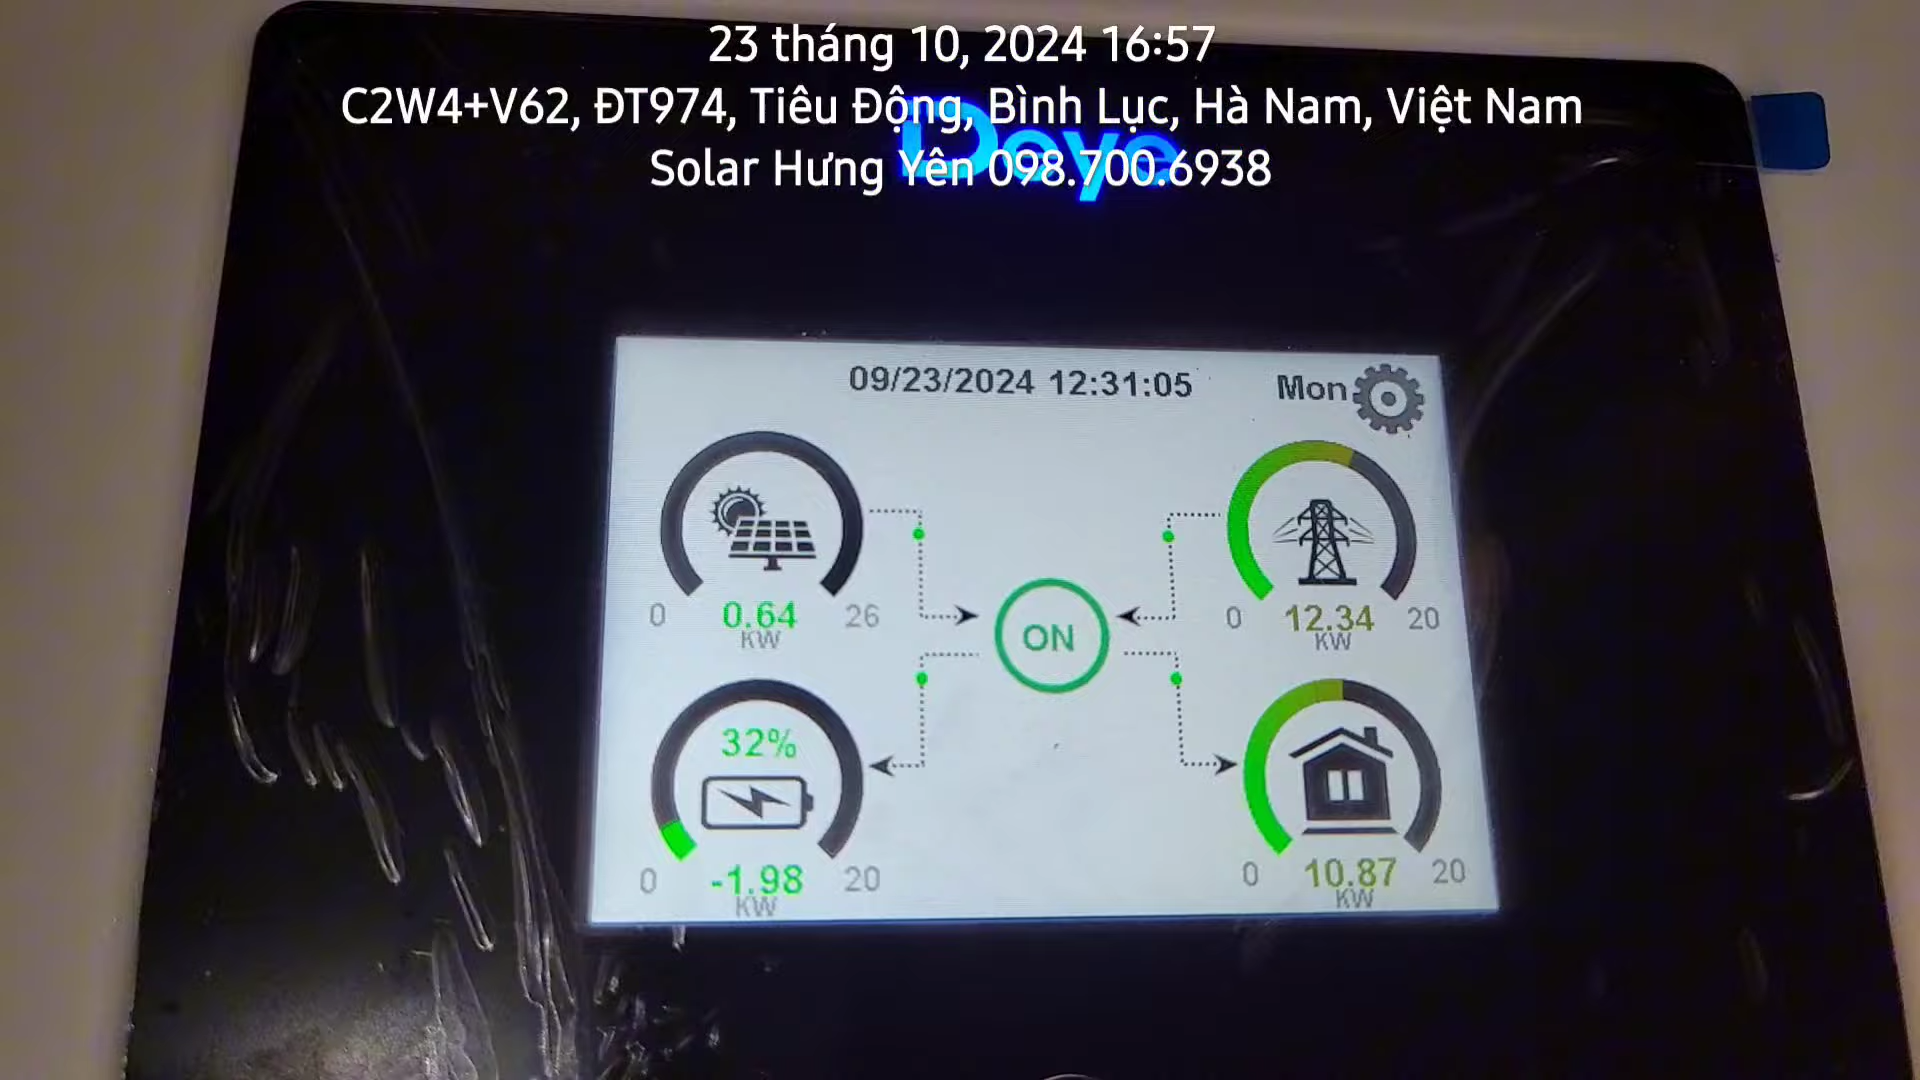 23 tháng 10, 2024 16:57
C2W4+V62, ĐT974, Tiêu Động, Bình Lục, Hà Nam, Việt Nam
Deye
Solar Hưng Yên 098.700.6938
09/23/2024 12:31:05 Mon
0 0.64 26
KW
0 12.34 20
KW
ON
32%
0 -1.98 20
KW
0 10.87 20
KW